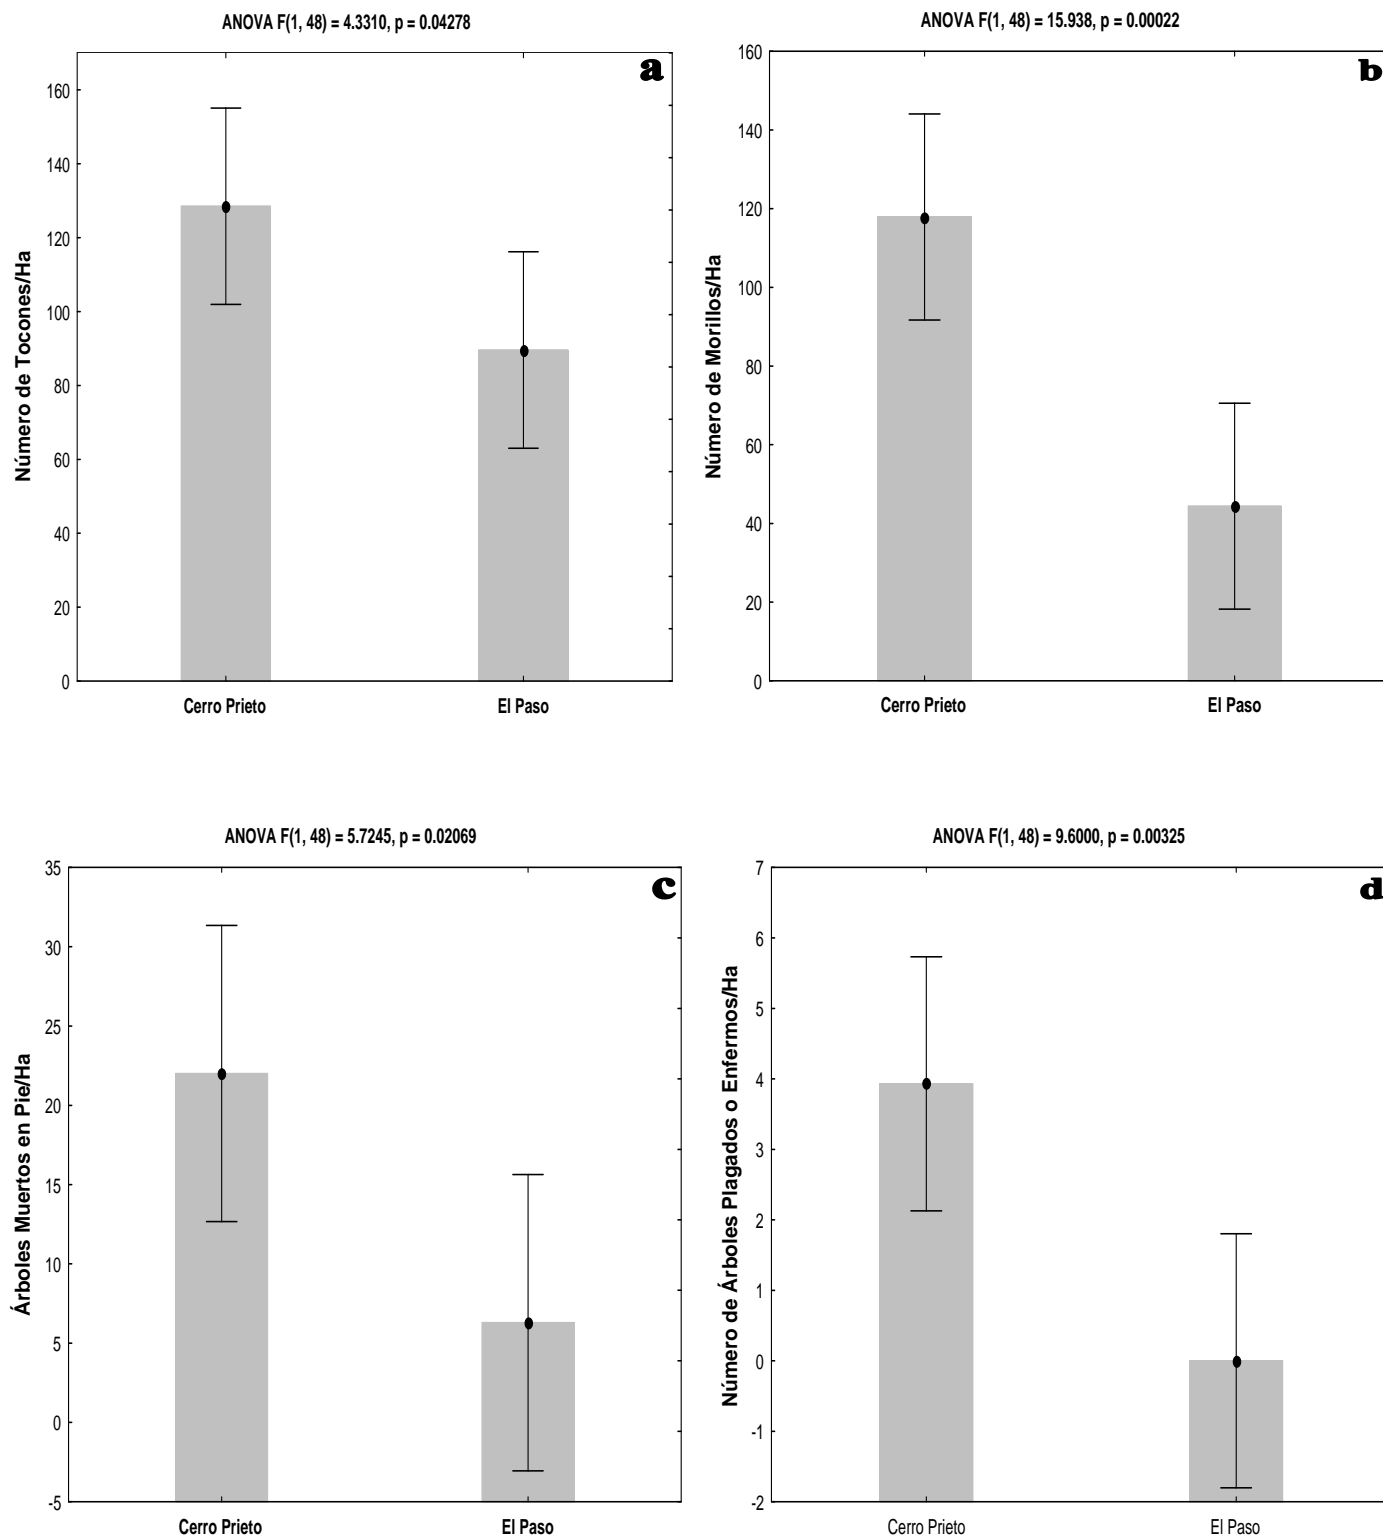 ANOVA F(1, 48) = 4.3310, p = 0.04278
a
Número de Tocones/Ha
160
140
120
100
80
60
40
20
0
Cerro Prieto El Paso
ANOVA F(1, 48) = 15.938, p = 0.00022
b
Número de Morillos/Ha
160
140
120
100
80
60
40
20
0
Cerro Prieto El Paso
ANOVA F(1, 48) = 5.7245, p = 0.02069
c
Árboles Muertos en Pie/Ha
35
30
25
20
15
10
5
0
-5
Cerro Prieto El Paso
ANOVA F(1, 48) = 9.6000, p = 0.00325
d
Número de Árboles Plagados o Enfermos/Ha
7
6
5
4
3
2
1
0
-1
-2
Cerro Prieto El Paso